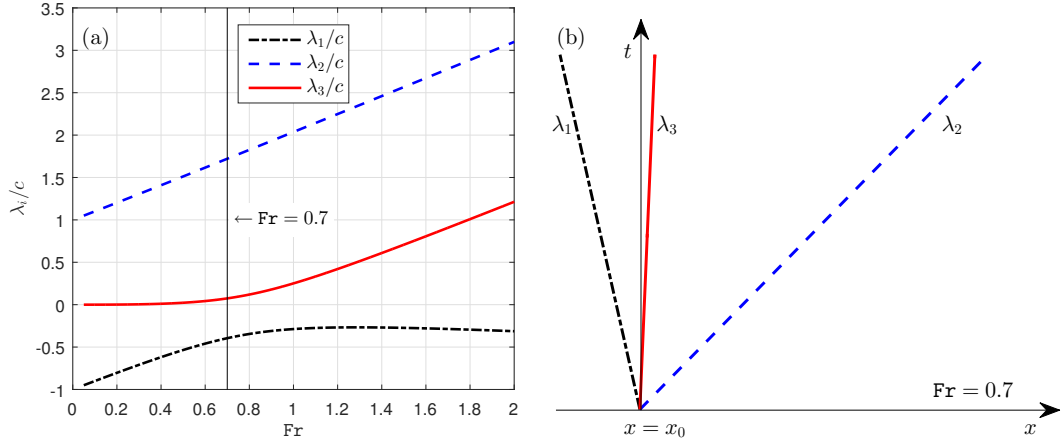 (a)
λ₁/c
λ₂/c
λ₃/c
3.5
3
2.5
2
1.5
1
0.5
0
-0.5
-1
λᵢ/c
← Fr = 0.7
0 0.2 0.4 0.6 0.8 1 1.2 1.4 1.6 1.8 2
Fr
(b)
t
λ₁
λ₃
λ₂
Fr = 0.7
x = x₀
x